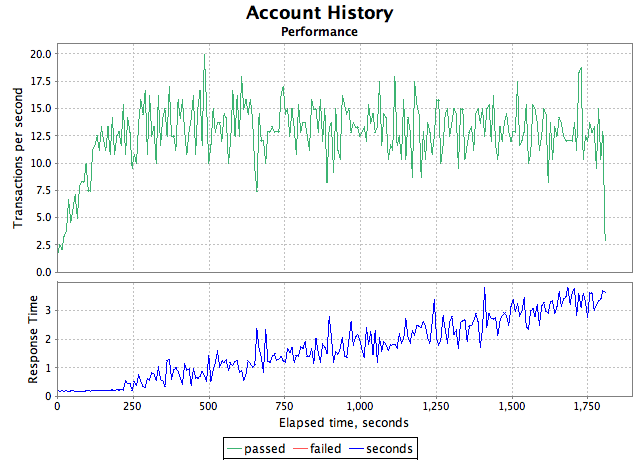 Account History
Performance
Transactions per second
20.0
17.5
15.0
12.5
10.0
7.5
5.0
2.5
0.0
Response Time
3
2
1
0
0 250 500 750 1,000 1,250 1,500 1,750
Elapsed time, seconds
passed failed seconds